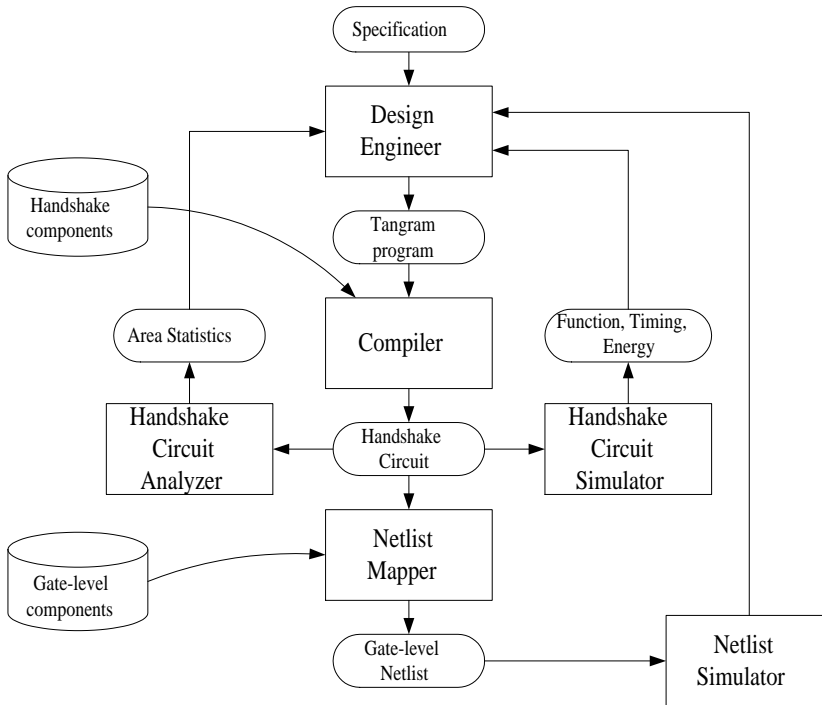 Specification
Design
Engineer
Handshake
components
Tangram
program
Area Statistics
Compiler
Function, Timing,
Energy
Handshake
Circuit
Analyzer
Handshake
Circuit
Handshake
Circuit
Simulator
Netlist
Mapper
Gate-level
components
Gate-level
Netlist
Netlist
Simulator